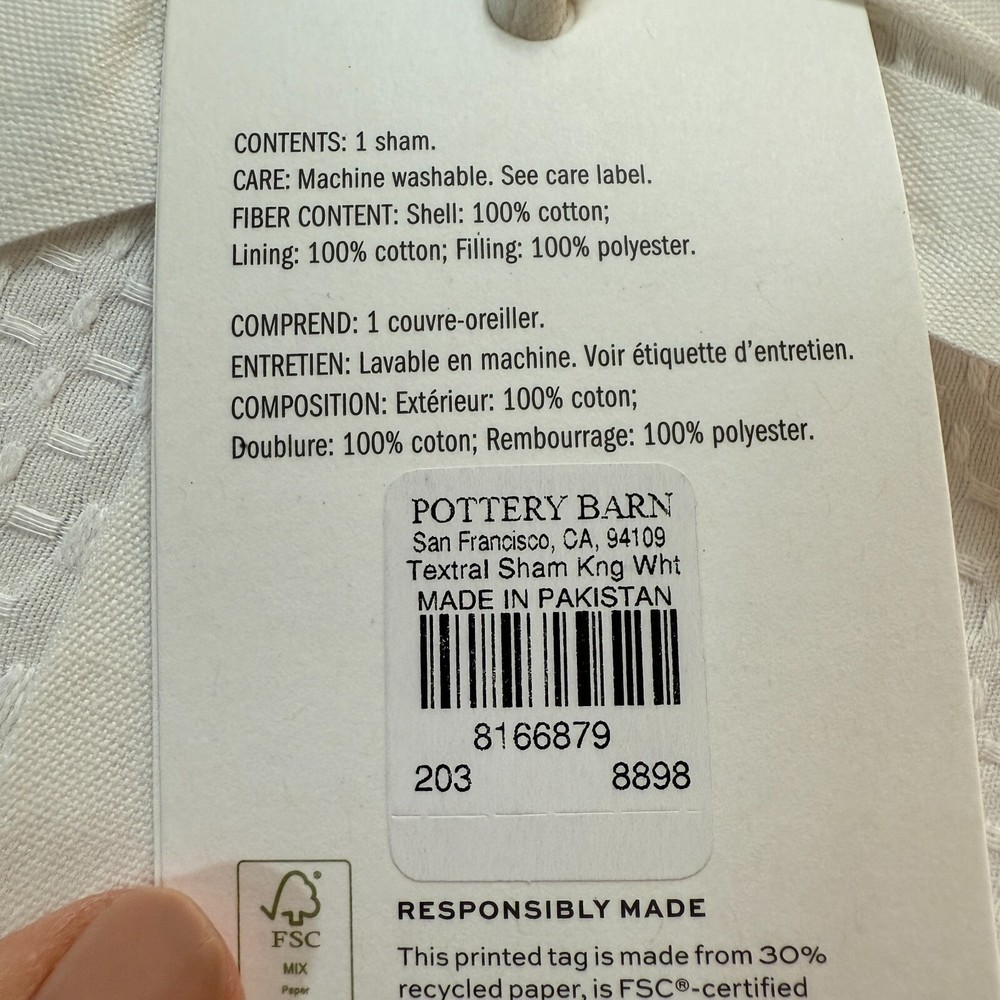 CONTENTS: 1 sham.
CARE: Machine washable. See care label.
FIBER CONTENT: Shell: 100% cotton;
Lining: 100% cotton; Filling: 100% polyester.
COMPREND: 1 couvre-oreiller.
ENTRETIEN: Lavable en machine. Voir étiquette d'entretien.
COMPOSITION: Extérieur: 100% coton;
Doublure: 100% coton; Rembourrage: 100% polyester.
POTTERY BARN
San Francisco, CA, 94109
Textral Sham Kng Wht
MADE IN PAKISTAN
8166879
203 8898
FSC
MIX
Paper
RESPONSIBLY MADE
This printed tag is made from 30%
recycled paper, is FSC®-certified